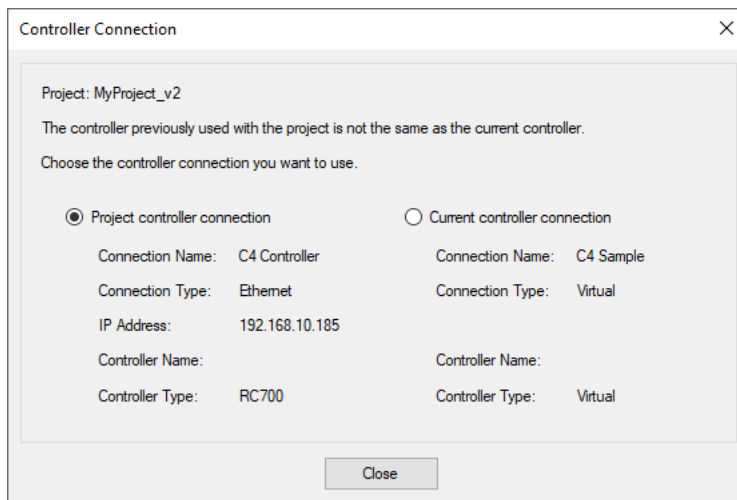 Controller Connection
Project: MyProject_v2
The controller previously used with the project is not the same as the current controller.
Choose the controller connection you want to use.
Project controller connection
Connection Name: C4 Controller
Connection Type: Ethernet
IP Address: 192.168.10.185
Controller Name:
Controller Type: RC700
Current controller connection
Connection Name: C4 Sample
Connection Type: Virtual
Controller Name:
Controller Type: Virtual
Close